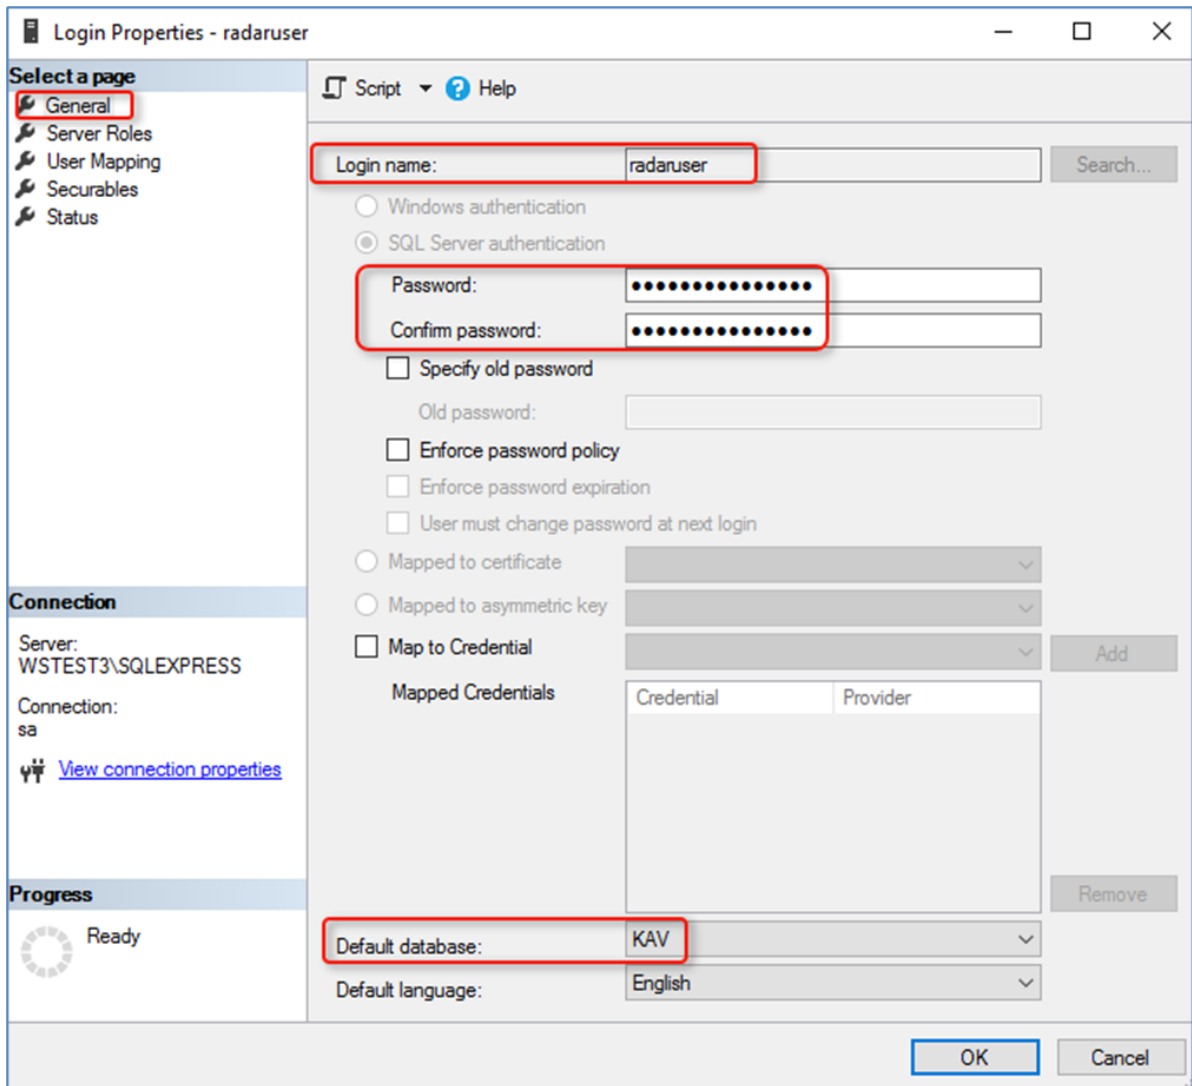 Login Properties - radaruser
Select a page
General
Server Roles
User Mapping
Securables
Status
Script
Help
Login name:
radaruser
Search...
Windows authentication
SQL Server authentication
Password:
●●●●●●●●●●●●●●●
Confirm password:
●●●●●●●●●●●●●●●
Specify old password
Old password:
Enforce password policy
Enforce password expiration
User must change password at next login
Mapped to certificate
Mapped to asymmetric key
Map to Credential
Add
Mapped Credentials
Credential
Provider
Remove
Default database:
KAV
Default language:
English
Connection
Server:
WSTEST3\SQLEXPRESS
Connection:
sa
View connection properties
Progress
Ready
OK
Cancel